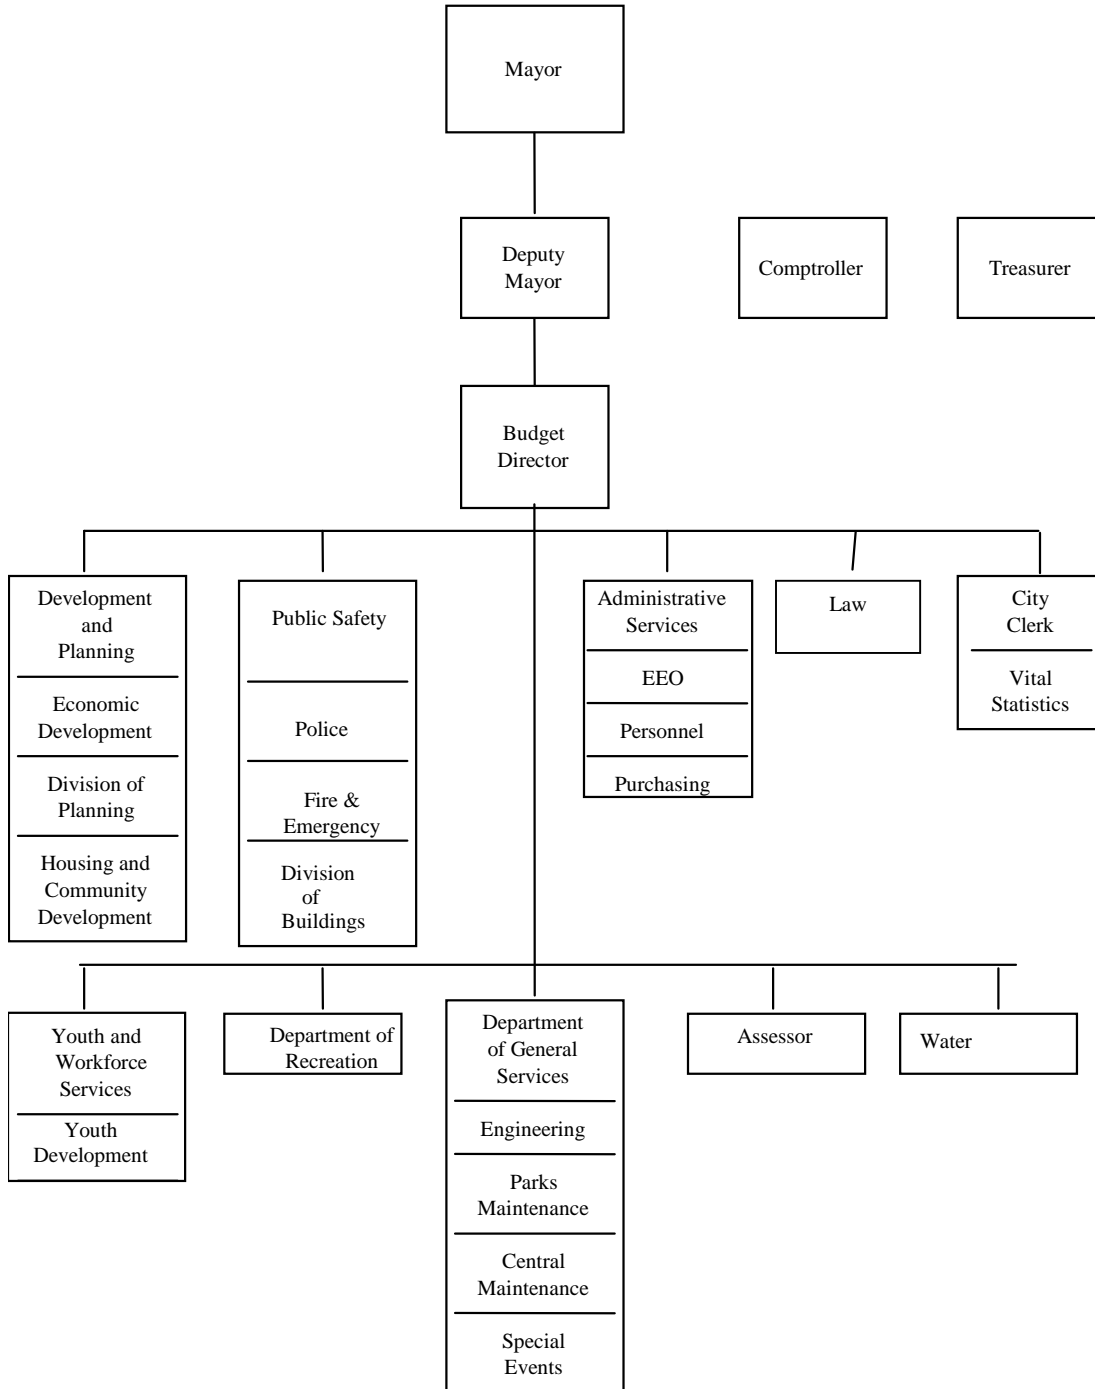 Mayor
Deputy
Mayor
Comptroller
Treasurer
Budget
Director
Development
and
Planning
Economic
Development
Division of
Planning
Housing and
Community
Development
Public Safety
Police
Fire &
Emergency
Division
of
Buildings
Administrative
Services
EEO
Personnel
Purchasing
Law
City
Clerk
Vital
Statistics
Youth and
Workforce
Services
Youth
Development
Department of
Recreation
Department
of General
Services
Engineering
Parks
Maintenance
Central
Maintenance
Special
Events
Assessor
Water